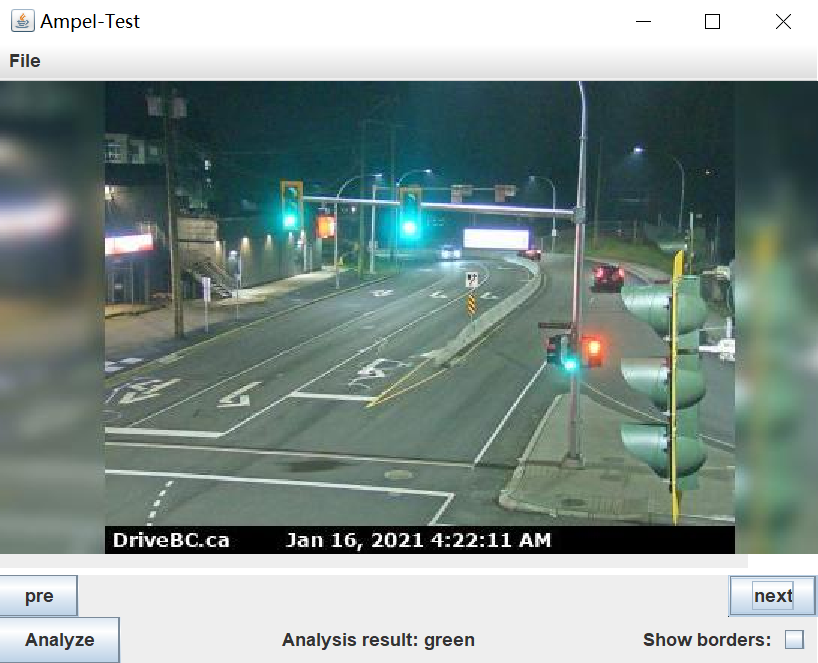 Ampel-Test
File
DriveBC.ca Jan 16, 2021 4:22:11 AM
pre
next
Analyze
Analysis result: green
Show borders: